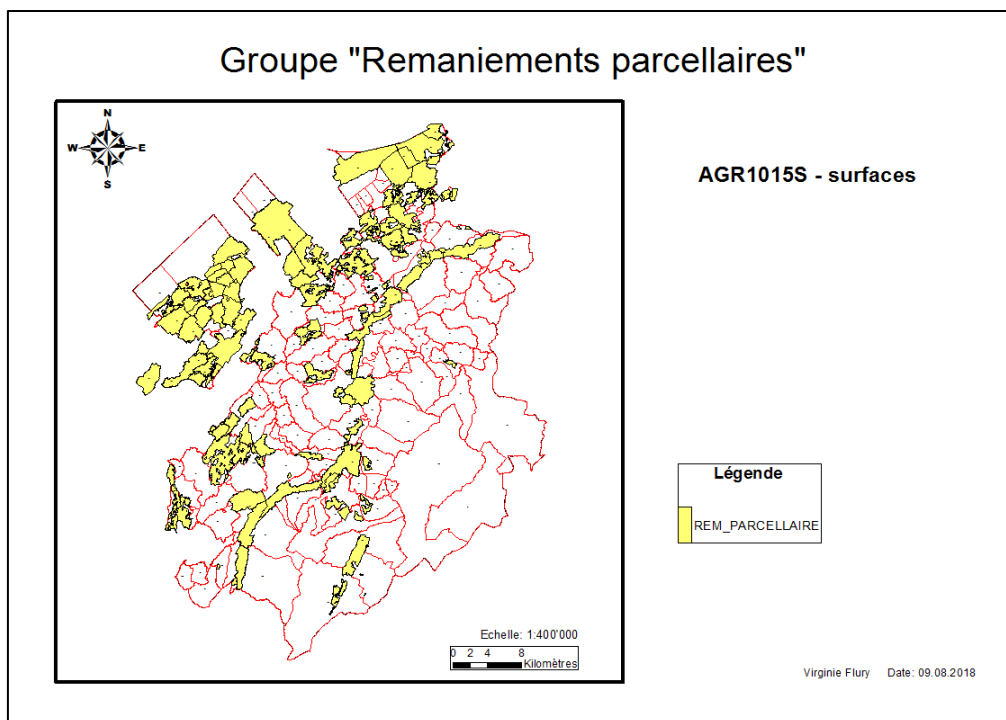 Groupe "Remaniements parcellaires"
N
W E
S
AGR1015S - surfaces
Légende
REM_PARCELLAIRE
Echelle: 1:400'000
0 2 4 8
Kilomètres
Virginie Flury Date: 09.08.2018